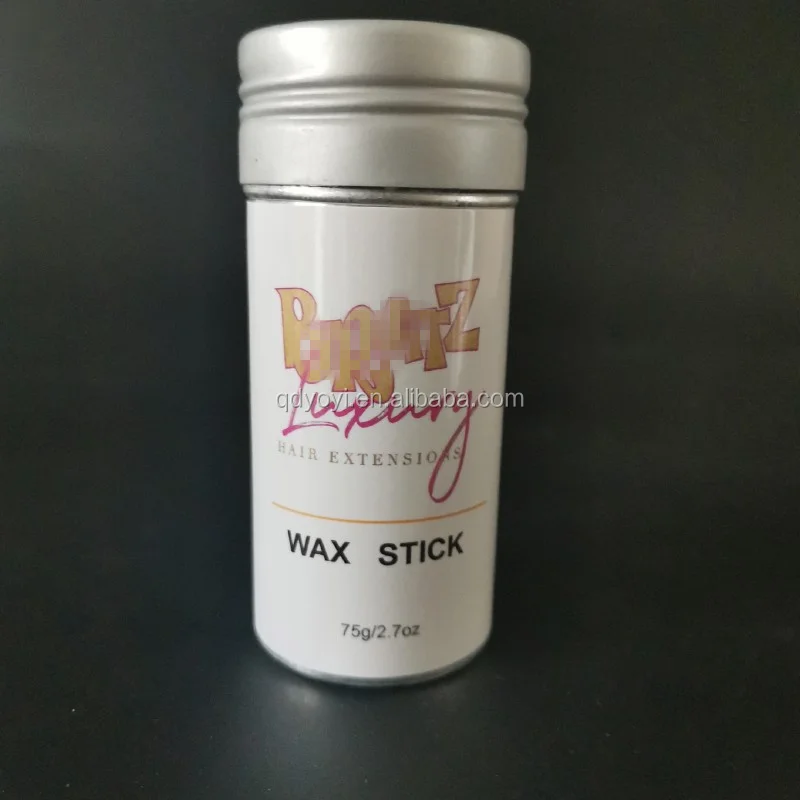 Luxury
qdyoyi.en.alibaba.com
HAIR EXTENSIONS
WAX STICK
75g/2.7oz